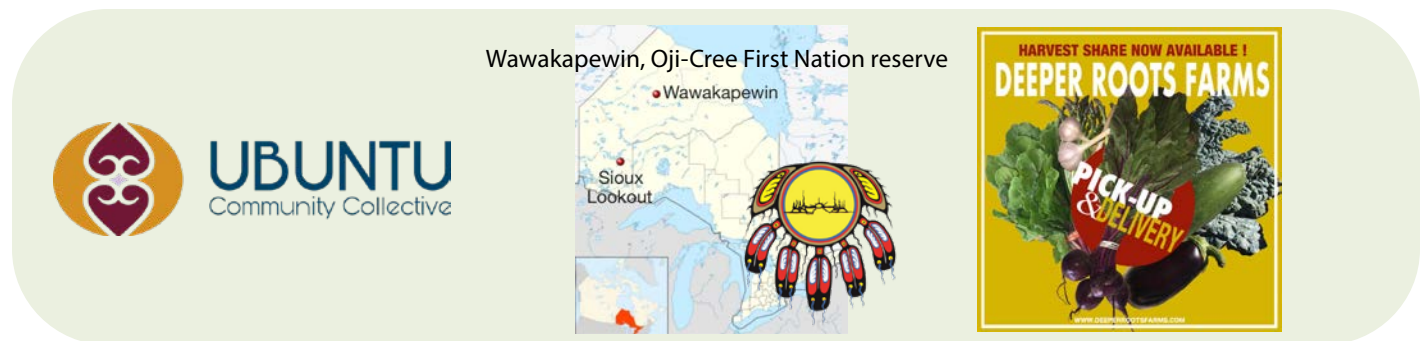 UBUNTU
Community Collective
Wawakapewin, Oji-Cree First Nation reserve
Wawakapewin
Sioux
Lookout
HARVEST SHARE NOW AVAILABLE !
DEEPER ROOTS FARMS
PICK-UP
&DELIVERY
WWW.DEEPERROOTSFARMS.COM